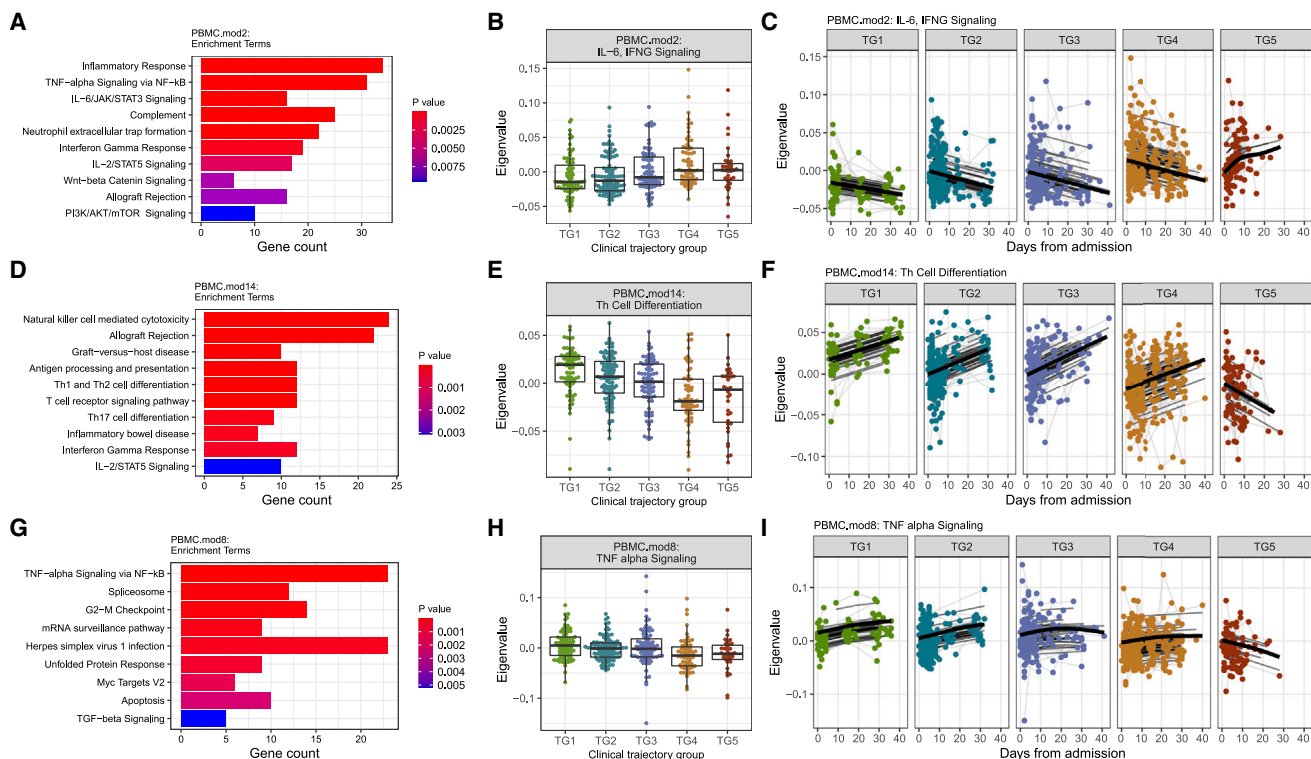 A
PBMC.mod2:
Enrichment Terms
Inflammatory Response
TNF−alpha Signaling via NF−kB
IL−6/JAK/STAT3 Signaling
Complement
Neutrophil extracellular trap formation
Interferon Gamma Response
IL−2/STAT5 Signaling
Wnt−beta Catenin Signaling
Allograft Rejection
PI3K/AKT/mTOR Signaling
0 10 20 30
Gene count
P value
0.0025
0.0050
0.0075
B
PBMC.mod2:
IL−6, IFNG Signaling
Eigenvalue
0.15
0.10
0.05
0.00
−0.05
TG1 TG2 TG3 TG4 TG5
Clinical trajectory group
C
PBMC.mod2: IL-6, IFNG Signaling
TG1 TG2 TG3 TG4 TG5
Eigenvalue
0.15
0.10
0.05
0.00
−0.05
0 10 20 30 40 0 10 20 30 40 0 10 20 30 40 0 10 20 30 40 0 10 20 30 40
Days from admission
D
PBMC.mod14:
Enrichment Terms
Natural killer cell mediated cytotoxicity
Allograft Rejection
Graft−versus−host disease
Antigen processing and presentation
Th1 and Th2 cell differentiation
T cell receptor signaling pathway
Th17 cell differentiation
Inflammatory bowel disease
Interferon Gamma Response
IL−2/STAT5 Signaling
0 5 10 15 20 25
Gene count
P value
0.001
0.002
0.003
E
PBMC.mod14:
Th Cell Differentiation
Eigenvalue
0.05
0.00
−0.05
TG1 TG2 TG3 TG4 TG5
Clinical trajectory group
F
PBMC.mod14: Th Cell Differentiation
TG1 TG2 TG3 TG4 TG5
Eigenvalue
0.05
0.00
−0.05
−0.10
0 10 20 30 40 0 10 20 30 40 0 10 20 30 40 0 10 20 30 40 0 10 20 30 40
Days from admission
G
PBMC.mod8:
Enrichment Terms
TNF−alpha Signaling via NF−kB
Spliceosome
G2−M Checkpoint
mRNA surveillance pathway
Herpes simplex virus 1 infection
Unfolded Protein Response
Myc Targets V2
Apoptosis
TGF−beta Signaling
0 5 10 15 20
Gene count
P value
0.001
0.002
0.003
0.004
0.005
H
PBMC.mod8:
TNF alpha Signaling
Eigenvalue
0.1
0.0
−0.1
TG1 TG2 TG3 TG4 TG5
Clinical trajectory group
I
PBMC.mod8: TNF alpha Signaling
TG1 TG2 TG3 TG4 TG5
Eigenvalue
0.1
0.0
−0.1
0 10 20 30 40 0 10 20 30 40 0 10 20 30 40 0 10 20 30 40 0 10 20 30 40
Days from admission